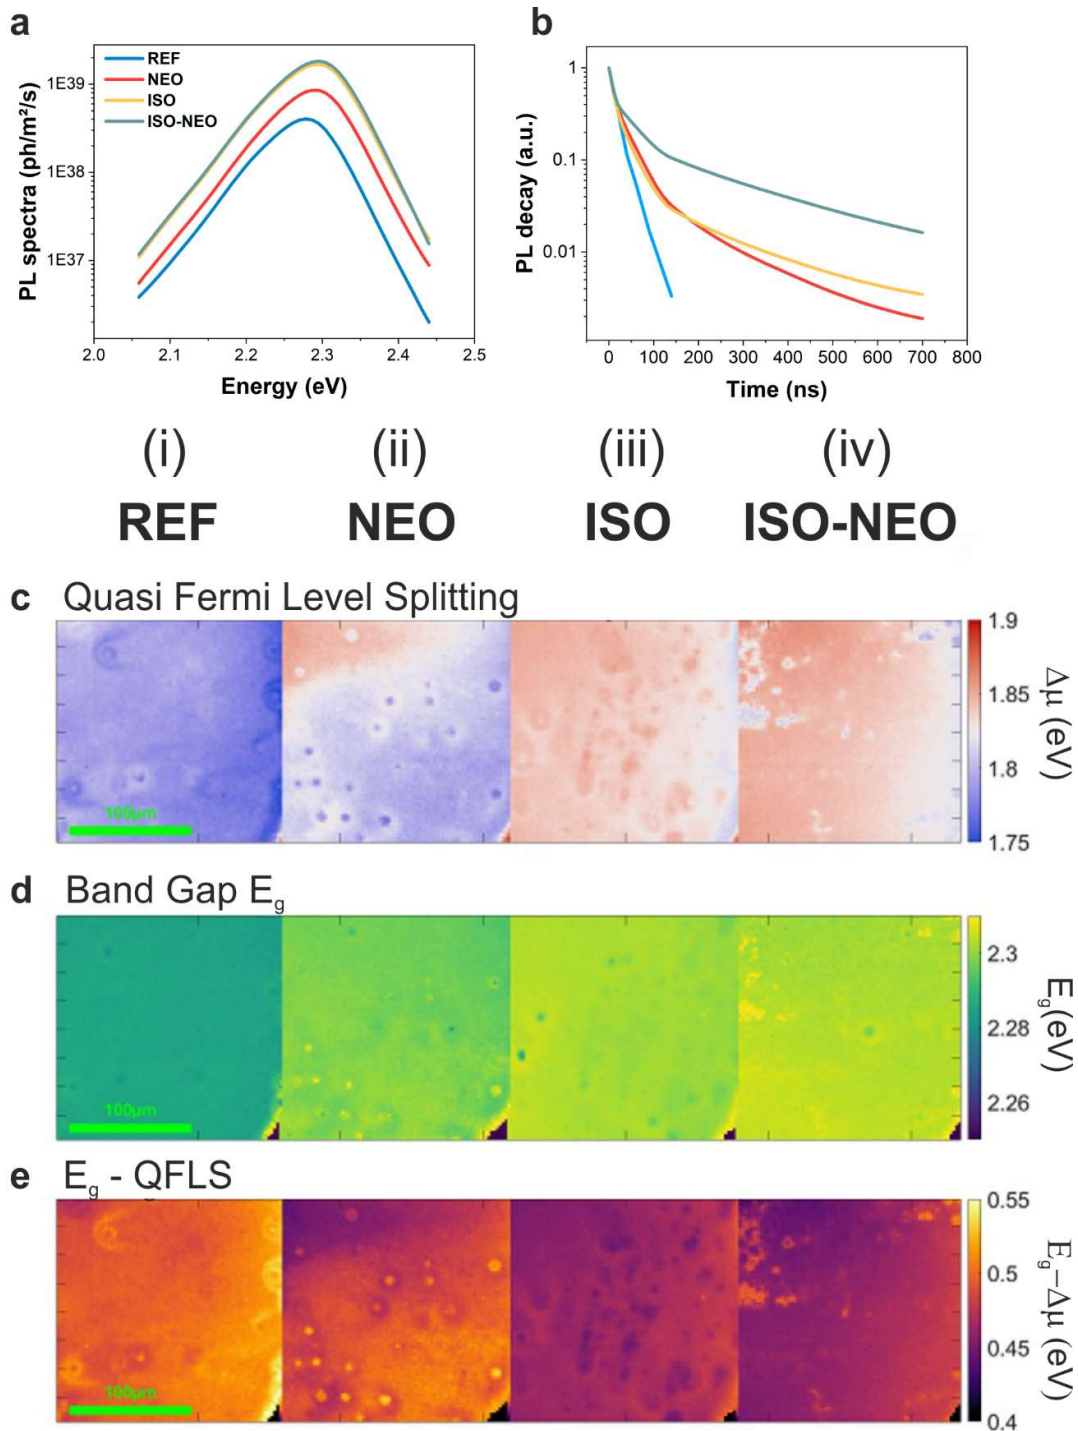 a
REF
NEO
ISO
ISO-NEO
1E39
1E38
1E37
PL spectra (ph/m²/s)
2.0 2.1 2.2 2.3 2.4 2.5
Energy (eV)
b
1
0.1
0.01
PL decay (a.u.)
0 100 200 300 400 500 600 700 800
Time (ns)
(i) (ii) (iii) (iv)
REF NEO ISO ISO-NEO
c Quasi Fermi Level Splitting
100µm
1.9
1.85
1.8
1.75
Δµ (eV)
d Band Gap Eg
100µm
2.3
2.28
2.26
Eg(eV)
e Eg - QFLS
100µm
0.55
0.5
0.45
0.4
Eg−Δµ (eV)